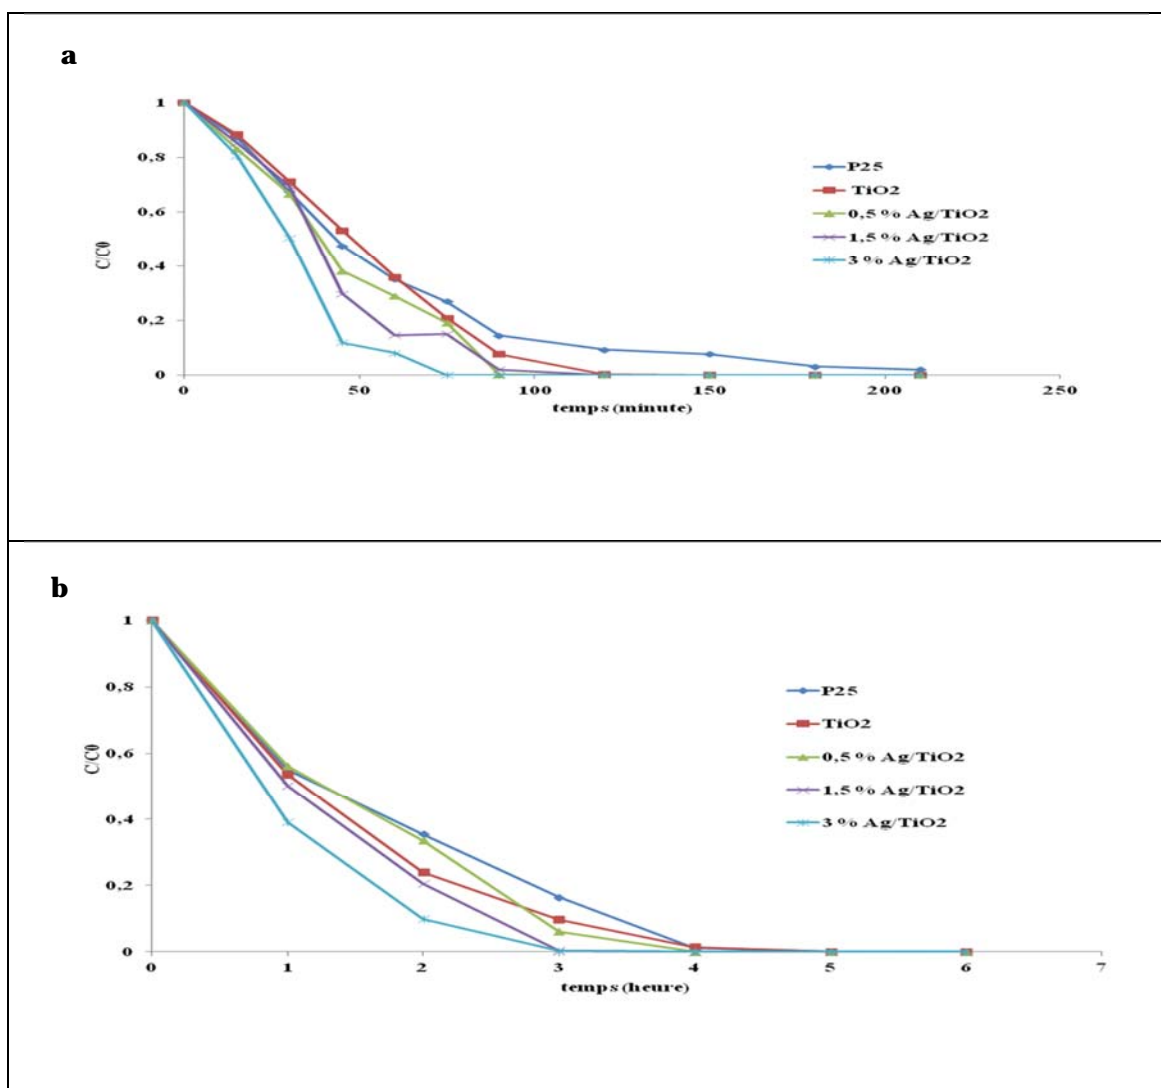 a
1
0,8
0,6
0,4
0,2
0
C/C0
0 50 100 150 200 250
temps (minute)
P25
TiO2
0,5 % Ag/TiO2
1,5 % Ag/TiO2
3 % Ag/TiO2
b
1
0,8
0,6
0,4
0,2
0
C/C0
0 1 2 3 4 5 6 7
temps (heure)
P25
TiO2
0,5 % Ag/TiO2
1,5 % Ag/TiO2
3 % Ag/TiO2